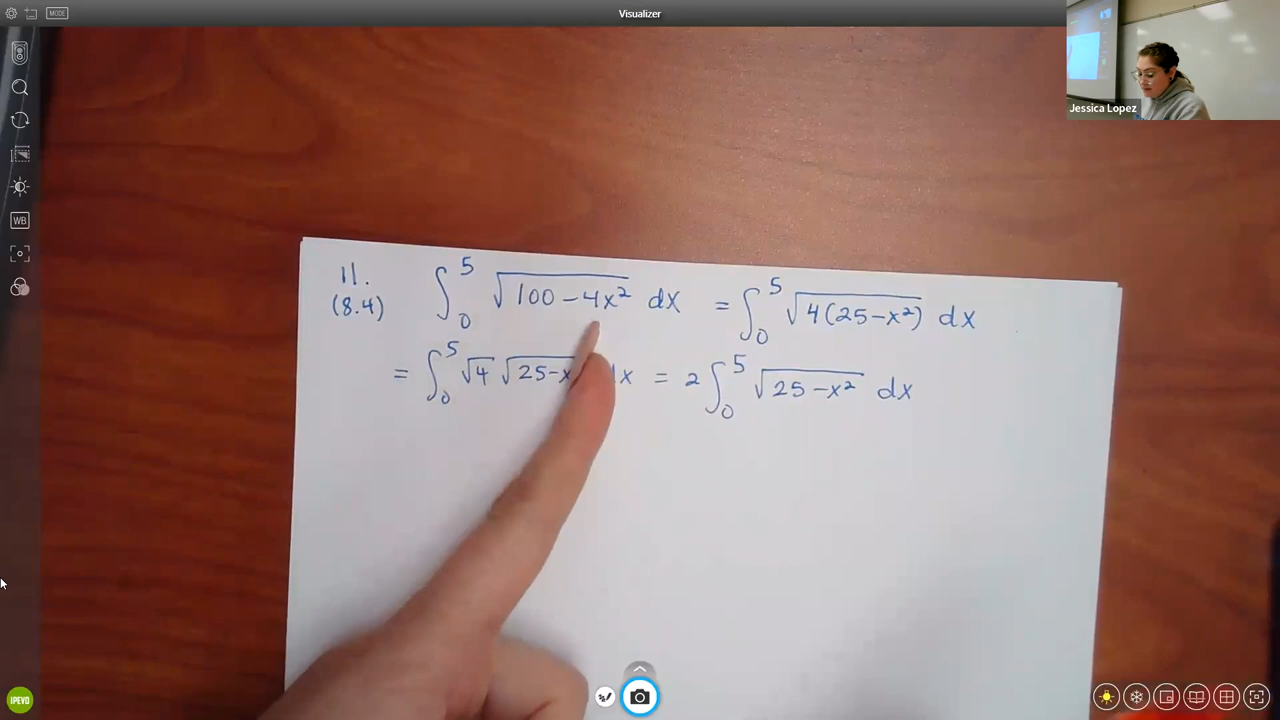 MODE
Visualizer
Jessica Lopez
WB
11. ∫₀⁵ √(100 − 4x²) dx = ∫₀⁵ √(4(25−x²)) dx
(8.4)
= ∫₀⁵ √4 √(25−x dx = 2 ∫₀⁵ √(25−x²) dx
IPEVO